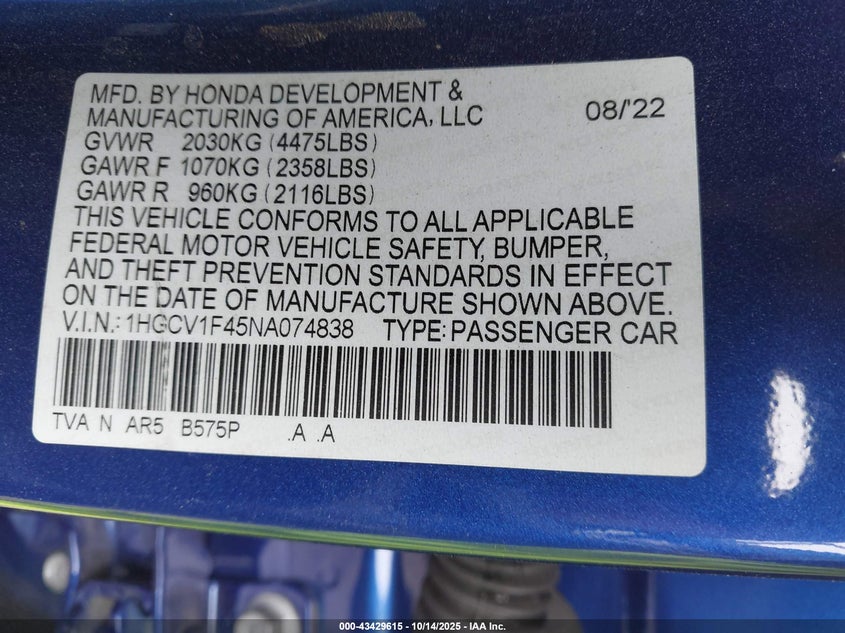 MFD. BY HONDA DEVELOPMENT &
MANUFACTURING OF AMERICA, LLC 08/'22
GVWR 2030KG (4475LBS)
GAWR F 1070KG (2358LBS)
GAWR R 960KG (2116LBS)
THIS VEHICLE CONFORMS TO ALL APPLICABLE
FEDERAL MOTOR VEHICLE SAFETY, BUMPER,
AND THEFT PREVENTION STANDARDS IN EFFECT
ON THE DATE OF MANUFACTURE SHOWN ABOVE.
V.I.N.: 1HGCV1F45NA074838 TYPE: PASSENGER CAR
TVA N AR5 B575P .A .A
000-43429615 - 10/14/2025 - IAA Inc.